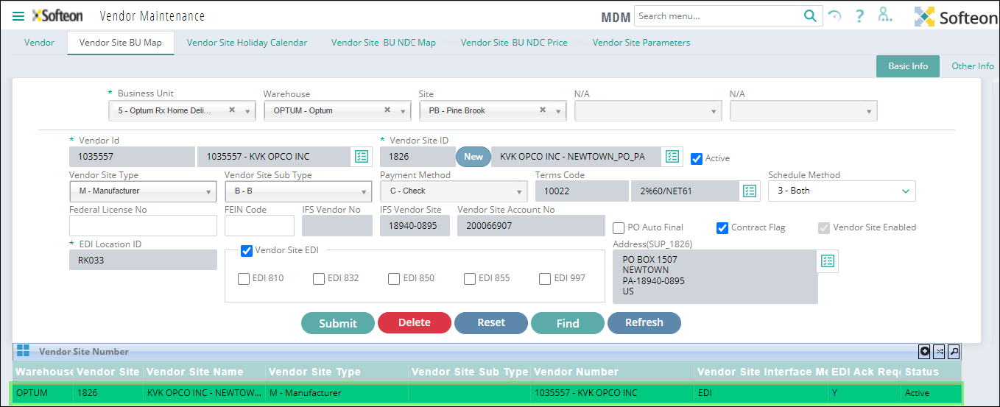 Softeon Vendor Maintenance MDM Search menu... ? Softeon
Vendor Vendor Site BU Map Vendor Site Holiday Calendar Vendor Site BU NDC Map Vendor Site BU NDC Price Vendor Site Parameters
Basic Info Other Info
* Business Unit Warehouse Site N/A N/A
5 - Optum Rx Home Deli... × OPTUM - Optum × PB - Pine Brook ×
* Vendor Id * Vendor Site ID
1035557 1035557 - KVK OPCO INC 1826 New KVK OPCO INC - NEWTOWN_PO_PA Active
Vendor Site Type Vendor Site Sub Type Payment Method Terms Code Schedule Method
M - Manufacturer B - B C - Check 10022 2%60/NET61 3 - Both
Federal License No FEIN Code IFS Vendor No IFS Vendor Site Vendor Site Account No
18940-0895 200066907 PO Auto Final Contract Flag Vendor Site Enabled
* EDI Location ID Vendor Site EDI Address(SUP_1826)
RK033 PO BOX 1507
NEWTOWN
EDI 810 EDI 832 EDI 850 EDI 855 EDI 997 PA-18940-0895
US
Submit Delete Reset Find Refresh
Vendor Site Number
Warehouse Vendor Site Vendor Site Name Vendor Site Type Vendor Site Sub Type Vendor Number Vendor Site Interface Me EDI Ack Req Status
OPTUM 1826 KVK OPCO INC - NEWTOW... M - Manufacturer 1035557 - KVK OPCO INC EDI Y Active